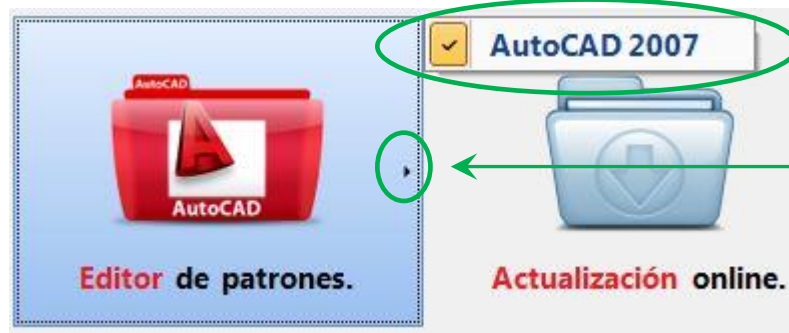 AutoCAD 2007
AutoCAD
AutoCAD
Editor de patrones.
Actualización online.